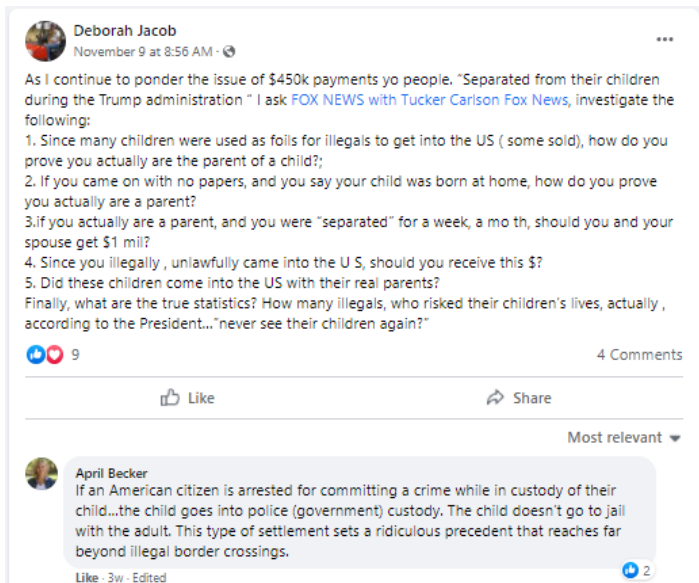 Deborah Jacob
November 9 at 8:56 AM ·
As I continue to ponder the issue of $450k payments yo people. "Separated from their children
during the Trump administration " I ask FOX NEWS with Tucker Carlson Fox News, investigate the
following:
1. Since many children were used as foils for illegals to get into the US ( some sold), how do you
prove you actually are the parent of a child?;
2. If you came on with no papers, and you say your child was born at home, how do you prove
you actually are a parent?
3.if you actually are a parent, and you were "separated" for a week, a mo th, should you and your
spouse get $1 mil?
4. Since you illegally , unlawfully came into the U S, should you receive this $?
5. Did these children come into the US with their real parents?
Finally, what are the true statistics? How many illegals, who risked their children's lives, actually ,
according to the President..."never see their children again?"
9
4 Comments
Like
Share
Most relevant
April Becker
If an American citizen is arrested for committing a crime while in custody of their
child...the child goes into police (government) custody. The child doesn't go to jail
with the adult. This type of settlement sets a ridiculous precedent that reaches far
beyond illegal border crossings.
2
Like · 3w · Edited